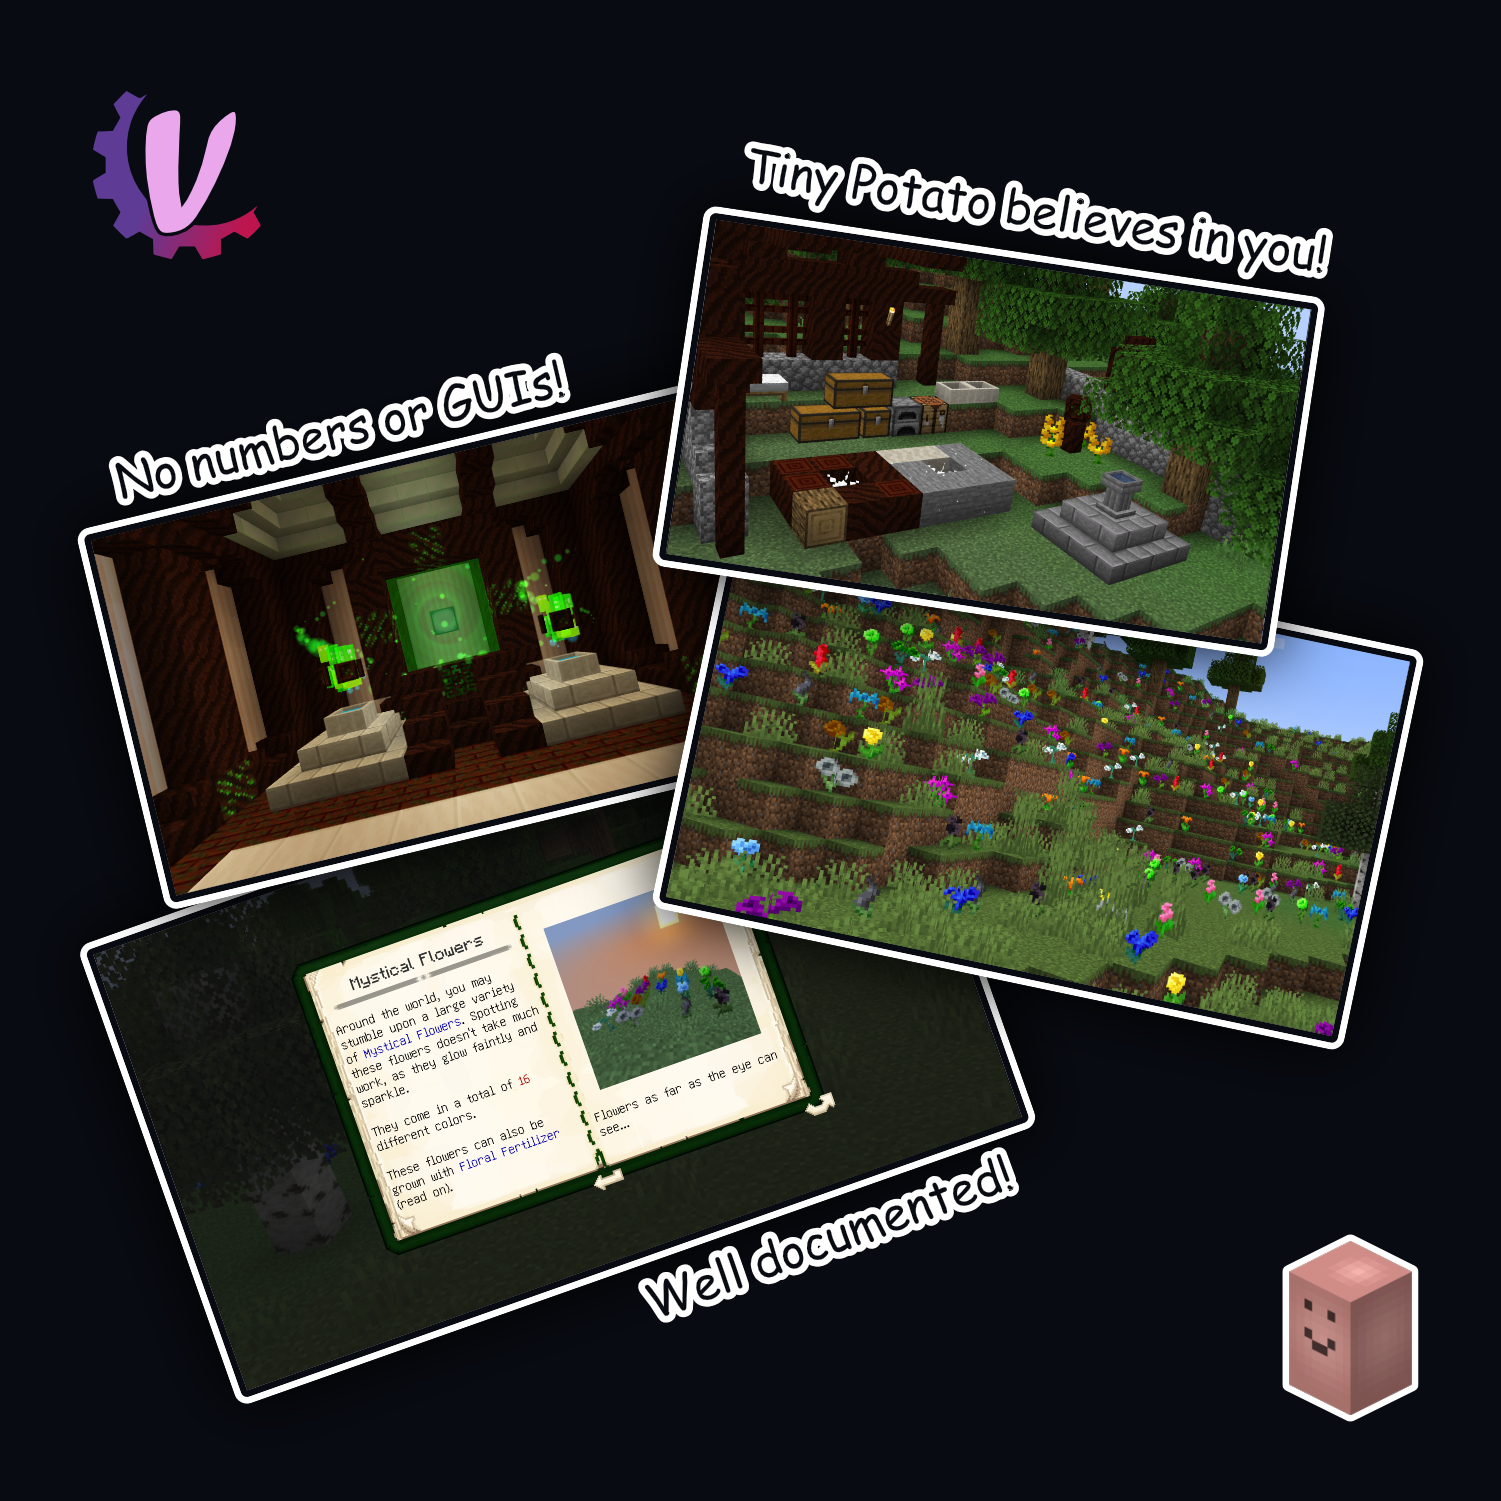 V
Tiny Potato believes in you!
No numbers or GUIs!
Mystical Flowers
Around the world, you may
stumble upon a large variety
of Mystical Flowers. Spotting
these flowers doesn't take much
work, as they glow faintly and
sparkle.
They come in a total of 16
different colors.
These flowers can also be
grown with Floral Fertilizer
(read on).
Flowers as far as the eye can
see...
Well documented!